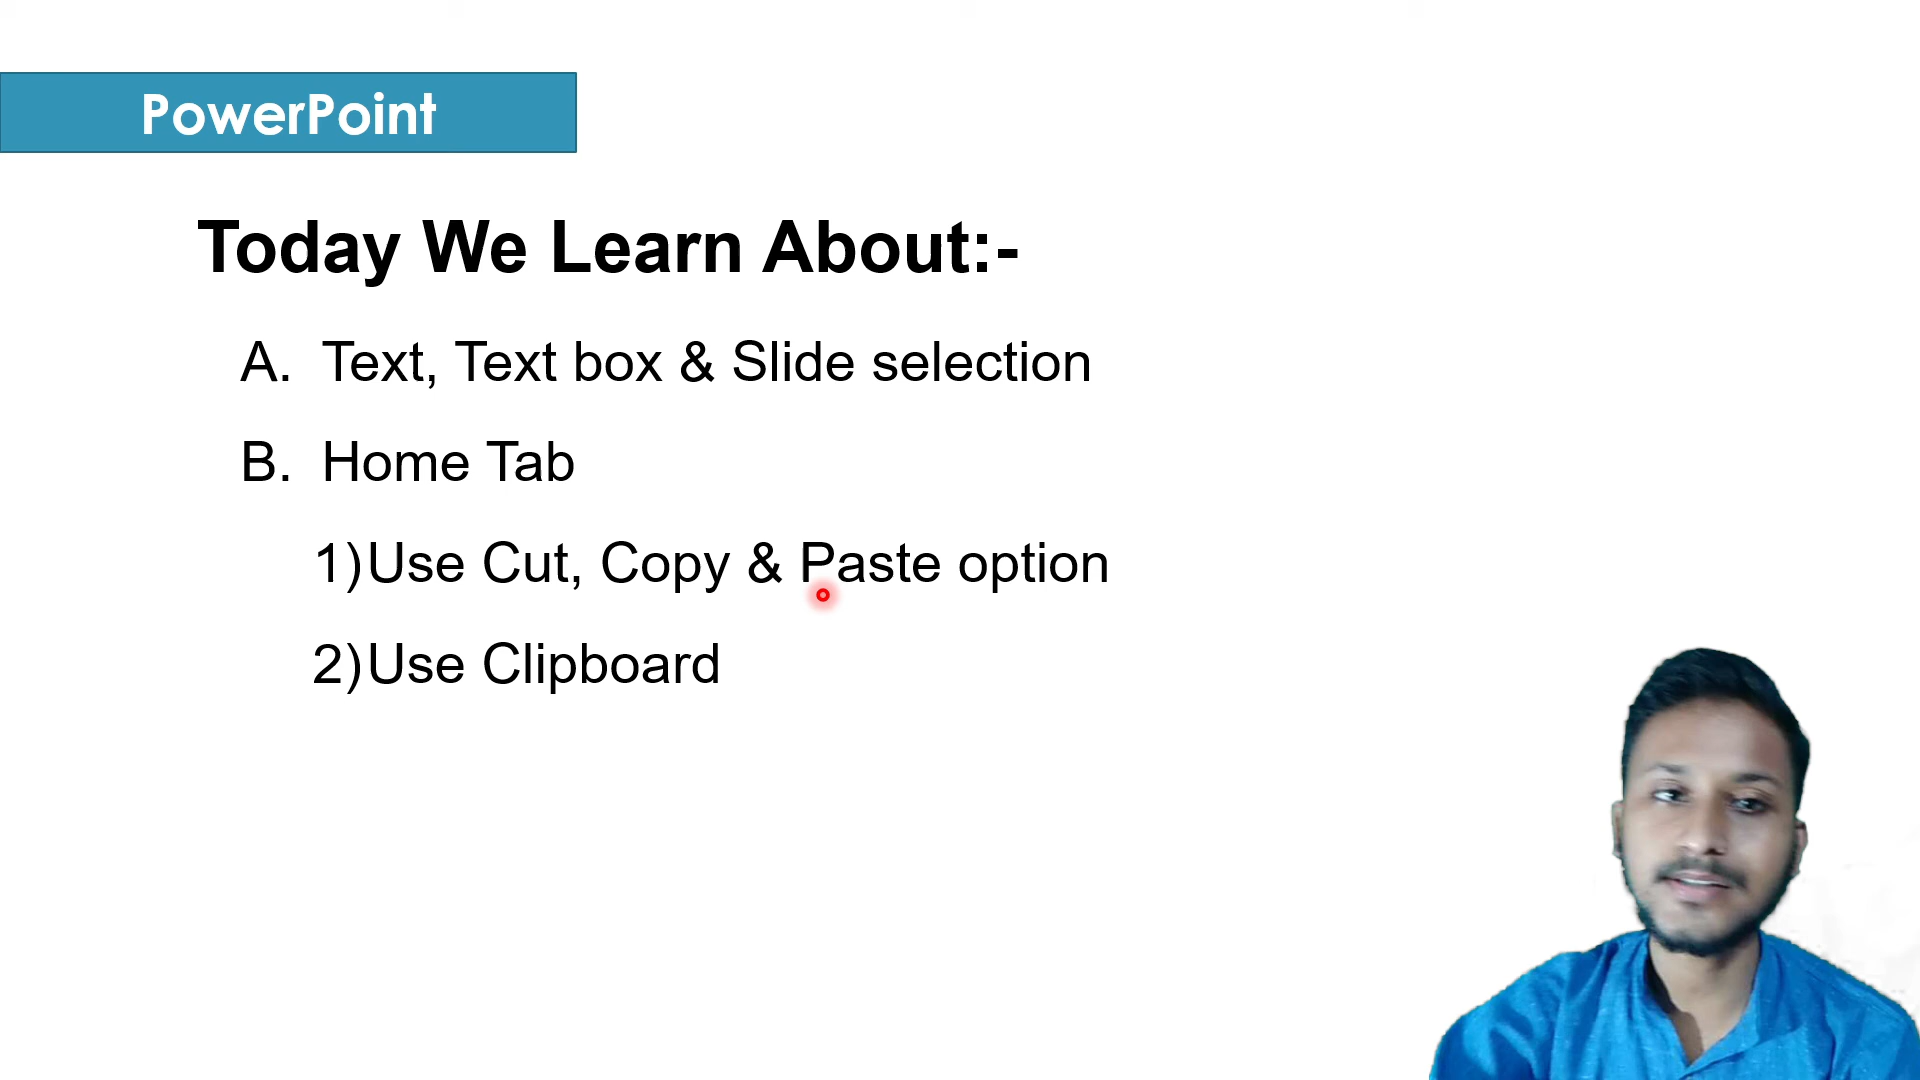 PowerPoint
Today We Learn About:-
A. Text, Text box & Slide selection
B. Home Tab
1)Use Cut, Copy & Paste option
2)Use Clipboard